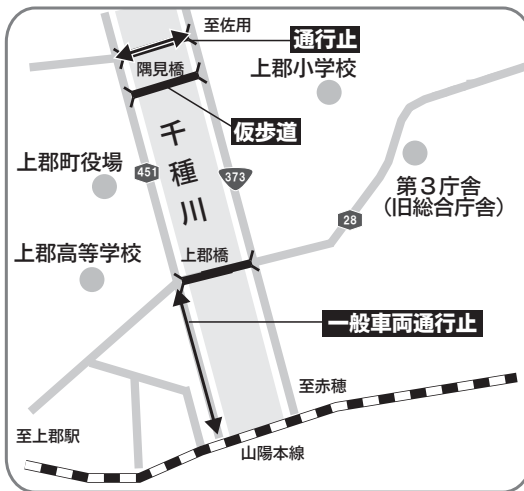 至佐用
通行止
隅見橋
上郡小学校
仮歩道
千種川
上郡町役場
451
373
第3庁舎
(旧総合庁舎)
28
上郡橋
上郡高等学校
一般車両通行止
至赤穂
至上郡駅
山陽本線